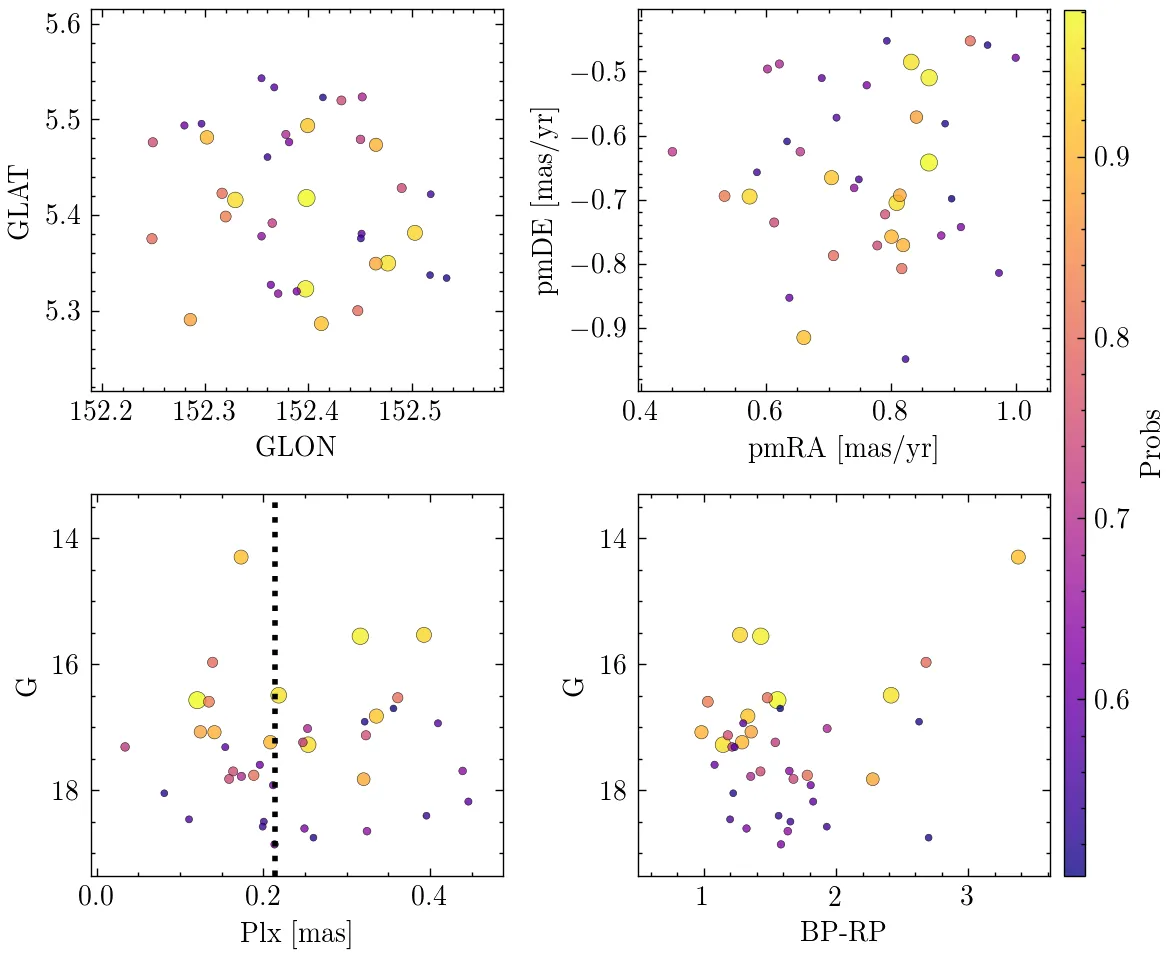 5.6
5.5
5.4
5.3
GLAT
152.2 152.3 152.4 152.5
GLON
−0.5
−0.6
−0.7
−0.8
−0.9
pmDE [mas/yr]
0.4 0.6 0.8 1.0
pmRA [mas/yr]
0.9
0.8
0.7
0.6
Probs
14
16
18
G
0.0 0.2 0.4
Plx [mas]
14
16
18
G
1 2 3
BP-RP